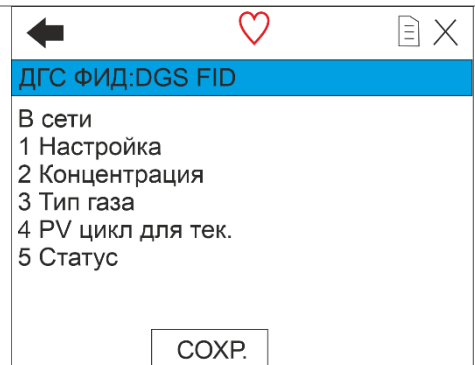 ДГС ФИД:DGS FID
В сети
1 Настройка
2 Концентрация
3 Тип газа
4 PV цикл для тек.
5 Статус
СОХР.